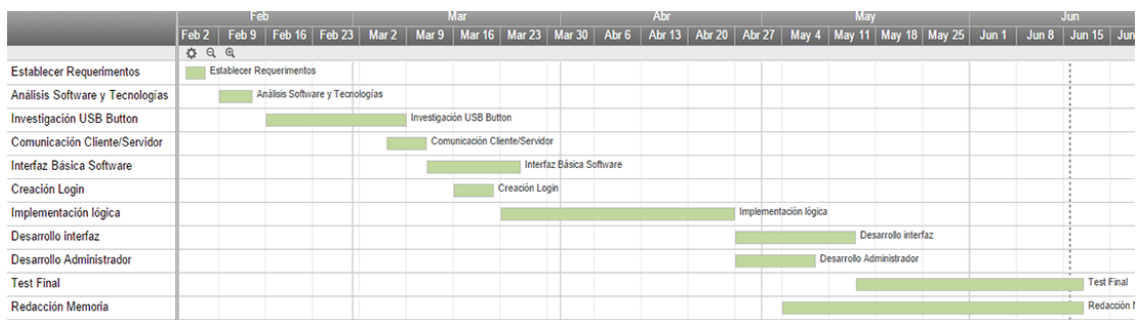 Feb Mar Abr May Jun
Feb 2 Feb 9 Feb 16 Feb 23 Mar 2 Mar 9 Mar 16 Mar 23 Mar 30 Abr 6 Abr 13 Abr 20 Abr 27 May 4 May 11 May 18 May 25 Jun 1 Jun 8 Jun 15 Jun
Establecer Requerimentos Establecer Requerimentos
Análisis Software y Tecnologías Análisis Software y Tecnologías
Investigación USB Button Investigación USB Button
Comunicación Cliente/Servidor Comunicación Cliente/Servidor
Interfaz Básica Software Interfaz Básica Software
Creación Login Creación Login
Implementación lógica Implementación lógica
Desarrollo interfaz Desarrollo interfaz
Desarrollo Administrador Desarrollo Administrador
Test Final Test Final
Redacción Memoria Redacción